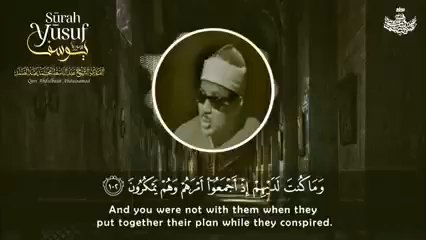 Sūrah
Yusuf
يوسف
Qari Abdulbasit Abdussamad
وَمَا كُنتَ لَدَيْهِمْ إِذْ أَجْمَعُوٓا۟ أَمْرَهُمْ وَهُمْ يَمْكُرُونَ ١٠٢
And you were not with them when they
put together their plan while they conspired.